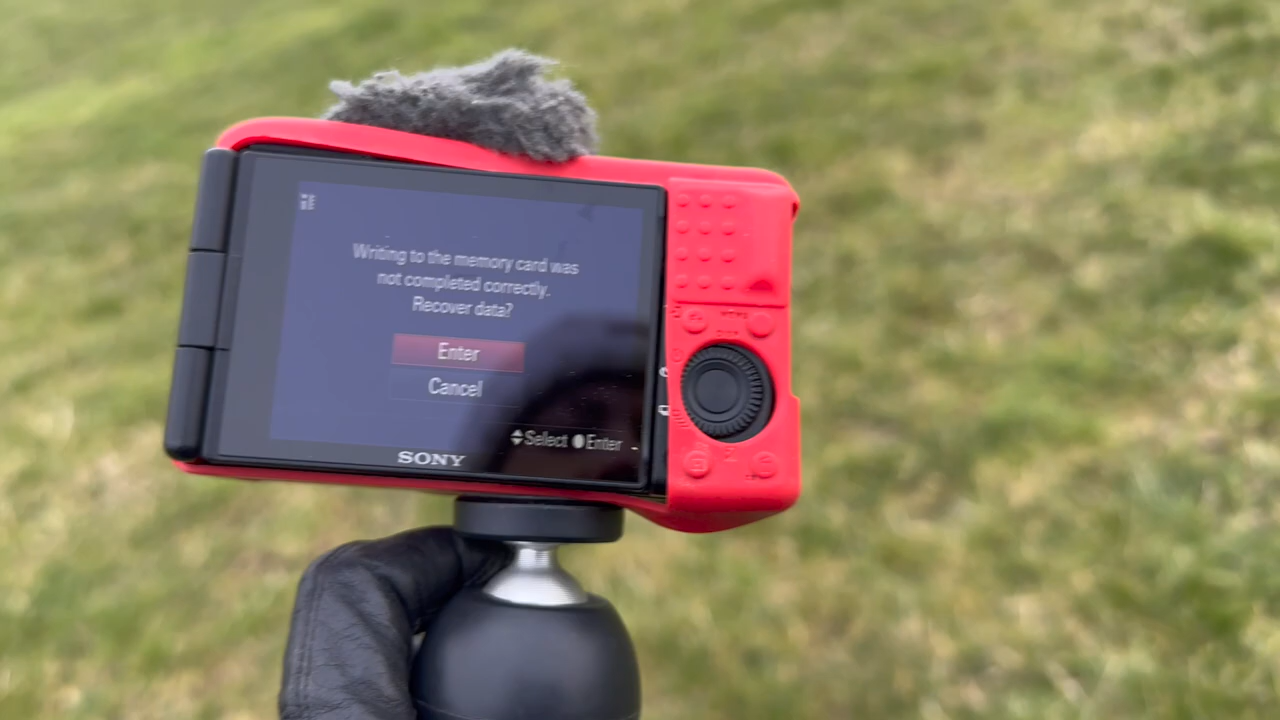 Writing to the memory card was
not completed correctly.
Recover data?
Enter
Cancel
Select Enter
SONY